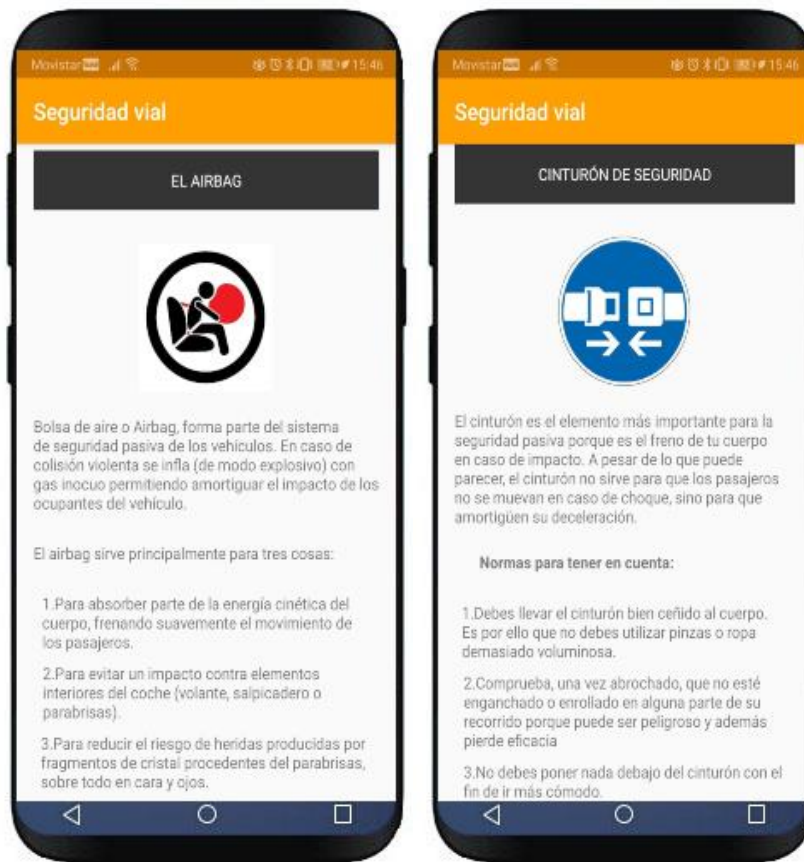 Movistar 15:46
Seguridad vial
EL AIRBAG
Bolsa de aire o Airbag, forma parte del sistema
de seguridad pasiva de los vehículos. En caso de
colisión violenta se infla (de modo explosivo) con
gas inocuo permitiendo amortiguar el impacto de los
ocupantes del vehículo.
El airbag sirve principalmente para tres cosas:
1.Para absorber parte de la energía cinética del
cuerpo, frenando suavemente el movimiento de
los pasajeros.
2.Para evitar un impacto contra elementos
interiores del coche (volante, salpicadero o
parabrisas).
3.Para reducir el riesgo de heridas producidas por
fragmentos de cristal procedentes del parabrisas,
sobre todo en cara y ojos.
Movistar 15:46
Seguridad vial
CINTURÓN DE SEGURIDAD
El cinturón es el elemento más importante para la
seguridad pasiva porque es el freno de tu cuerpo
en caso de impacto. A pesar de lo que puede
parecer, el cinturón no sirve para que los pasajeros
no se muevan en caso de choque, sino para que
amortigüen su deceleración.
Normas para tener en cuenta:
1.Debes llevar el cinturón bien ceñido al cuerpo.
Es por ello que no debes utilizar pinzas o ropa
demasiado voluminosa.
2.Comprueba, una vez abrochado, que no esté
enganchado o enrollado en alguna parte de su
recorrido porque puede ser peligroso y además
pierde eficacia
3.No debes poner nada debajo del cinturón con el
fin de ir más cómodo.